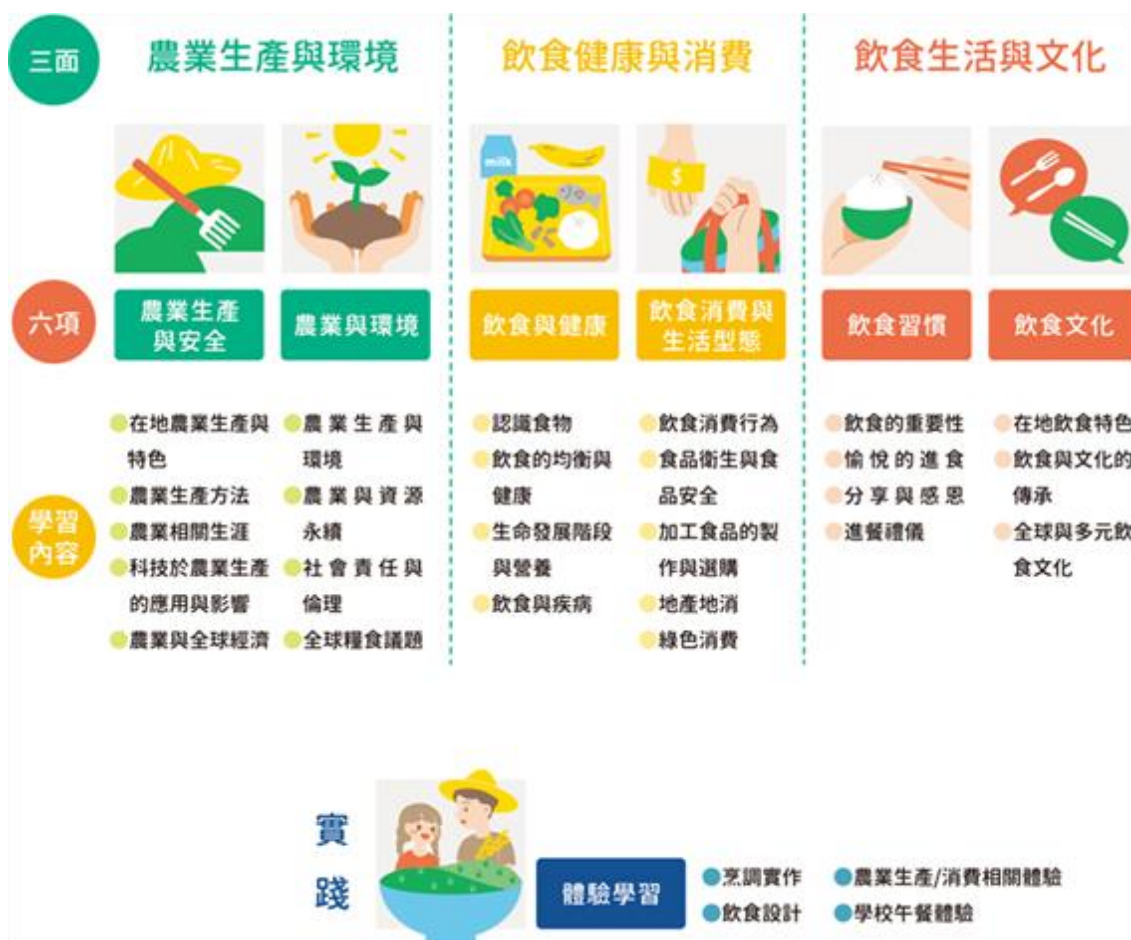 三面
農業生產與環境
飲食健康與消費
飲食生活與文化
milk
$
六項
農業生產
與安全
農業與環境
飲食與健康
飲食消費與
生活型態
飲食習慣
飲食文化
學習
內容
在地農業生產與
特色
農業生產方法
農業相關生涯
科技於農業生產
的應用與影響
農業與全球經濟
農業生產與
環境
農業與資源
永續
社會責任與
倫理
全球糧食議題
認識食物
飲食的均衡與
健康
生命發展階段
與營養
飲食與疾病
飲食消費行為
食品衛生與食
品安全
加工食品的製
作與選購
地產地消
綠色消費
飲食的重要性
愉悅的進食
分享與感恩
進餐禮儀
在地飲食特色
飲食與文化的
傳承
全球與多元飲
食文化
實
踐
體驗學習
烹調實作
農業生產/消費相關體驗
飲食設計
學校午餐體驗